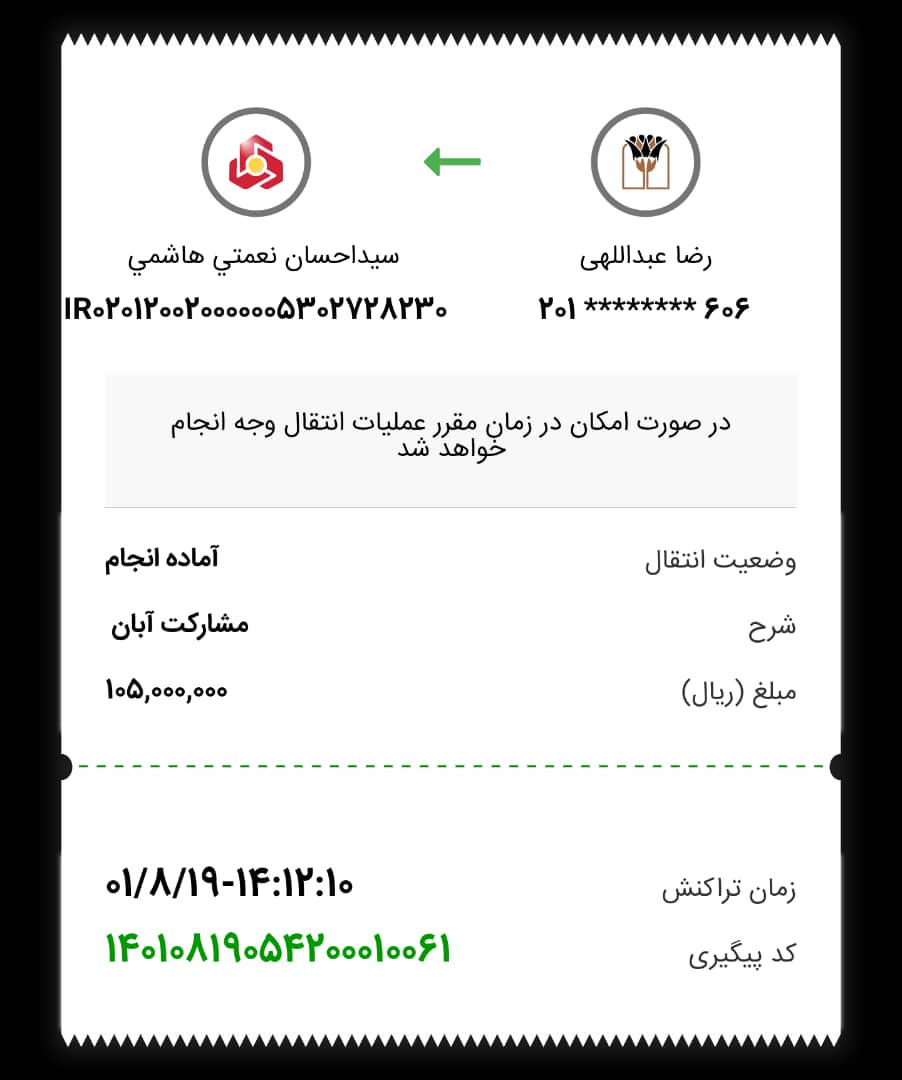 رضا عبداللهی
۲۰۱ ******** ۶۰۶
سیداحسان نعمتي هاشمي
IR۰۲۰۱۲۰۰۲۰۰۰۰۰۰۵۳۰۲۷۲۸۲۳۰
در صورت امکان در زمان مقرر عملیات انتقال وجه انجام
خواهد شد
وضعیت انتقال آماده انجام
شرح مشارکت آبان
مبلغ (ریال) ۱۰۵,۰۰۰,۰۰۰
زمان تراکنش ۰۱/۸/۱۹-۱۴:۱۲:۱۰
کد پیگیری ۱۴۰۱۰۸۱۹۰۵۴۲۰۰۰۱۰۰۶۱